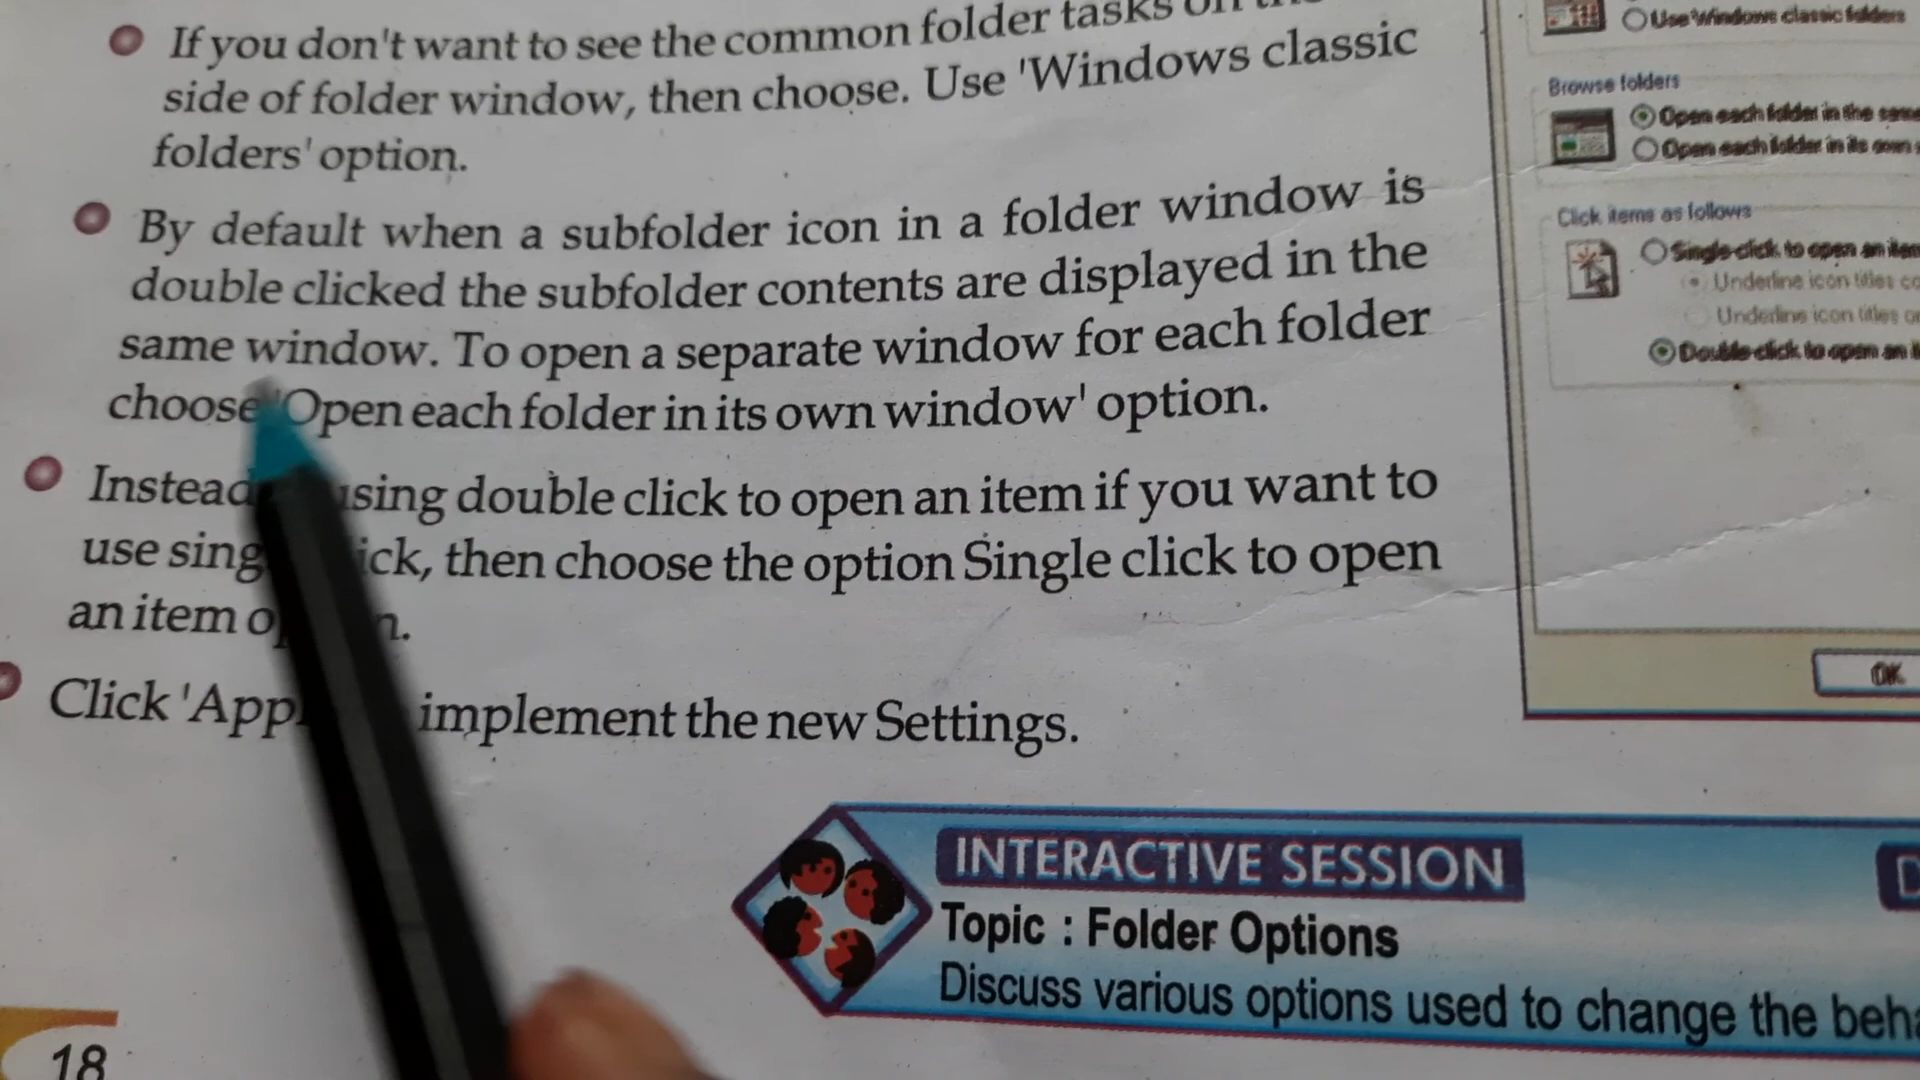 If you don't want to see the common folder tasks on the
side of folder window, then choose. Use 'Windows classic
folders' option.
By default when a subfolder icon in a folder window is
double clicked the subfolder contents are displayed in the
same window. To open a separate window for each folder
choose 'Open each folder in its own window' option.
Instead using double click to open an item if you want to
use click, then choose the option Single click to open
an item
Click implement the new Settings.
Use Windows classic folders
Browse folders
Open each folder in the same
Open each folder in its own
Click items as follows
Single-click to open an item
Underline icon titles
Underline icon titles
Double-click to open an
OK
INTERACTIVE SESSION
Topic : Folder Options
Discuss various options used to change the
18